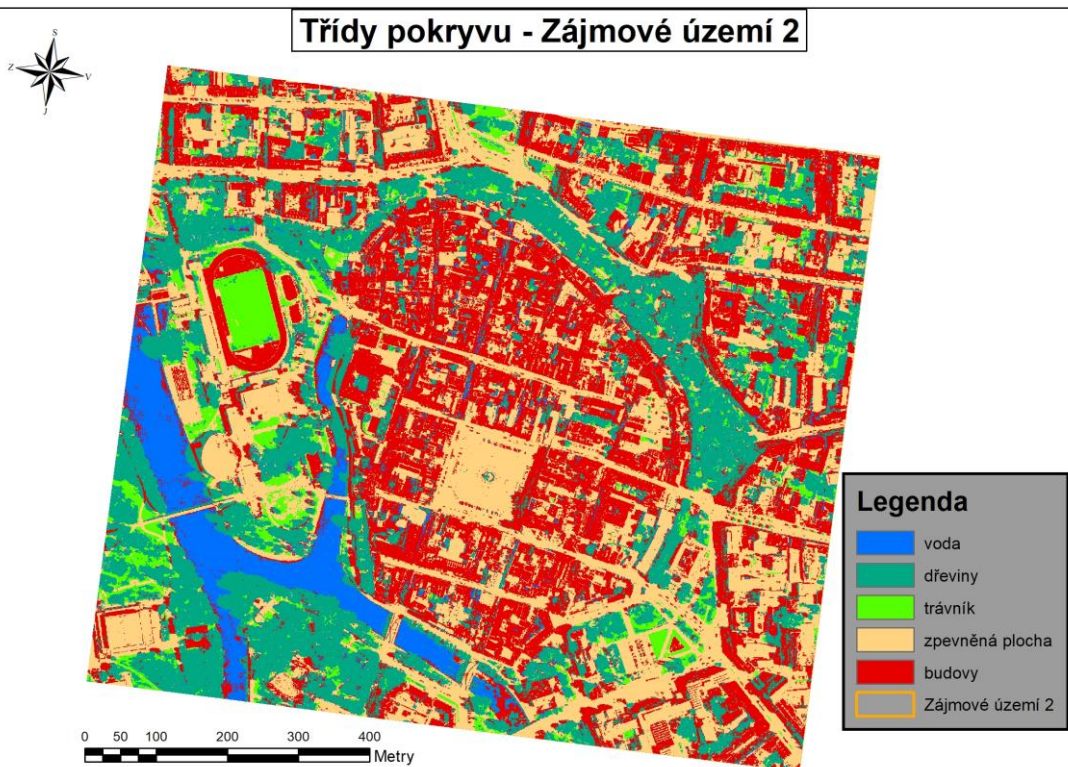 Třídy pokryvu - Zájmové území 2
S
Z
V
J
Legenda
voda
dřeviny
trávník
zpevněná plocha
budovy
Zájmové území 2
0 50 100 200 300 400
Metry